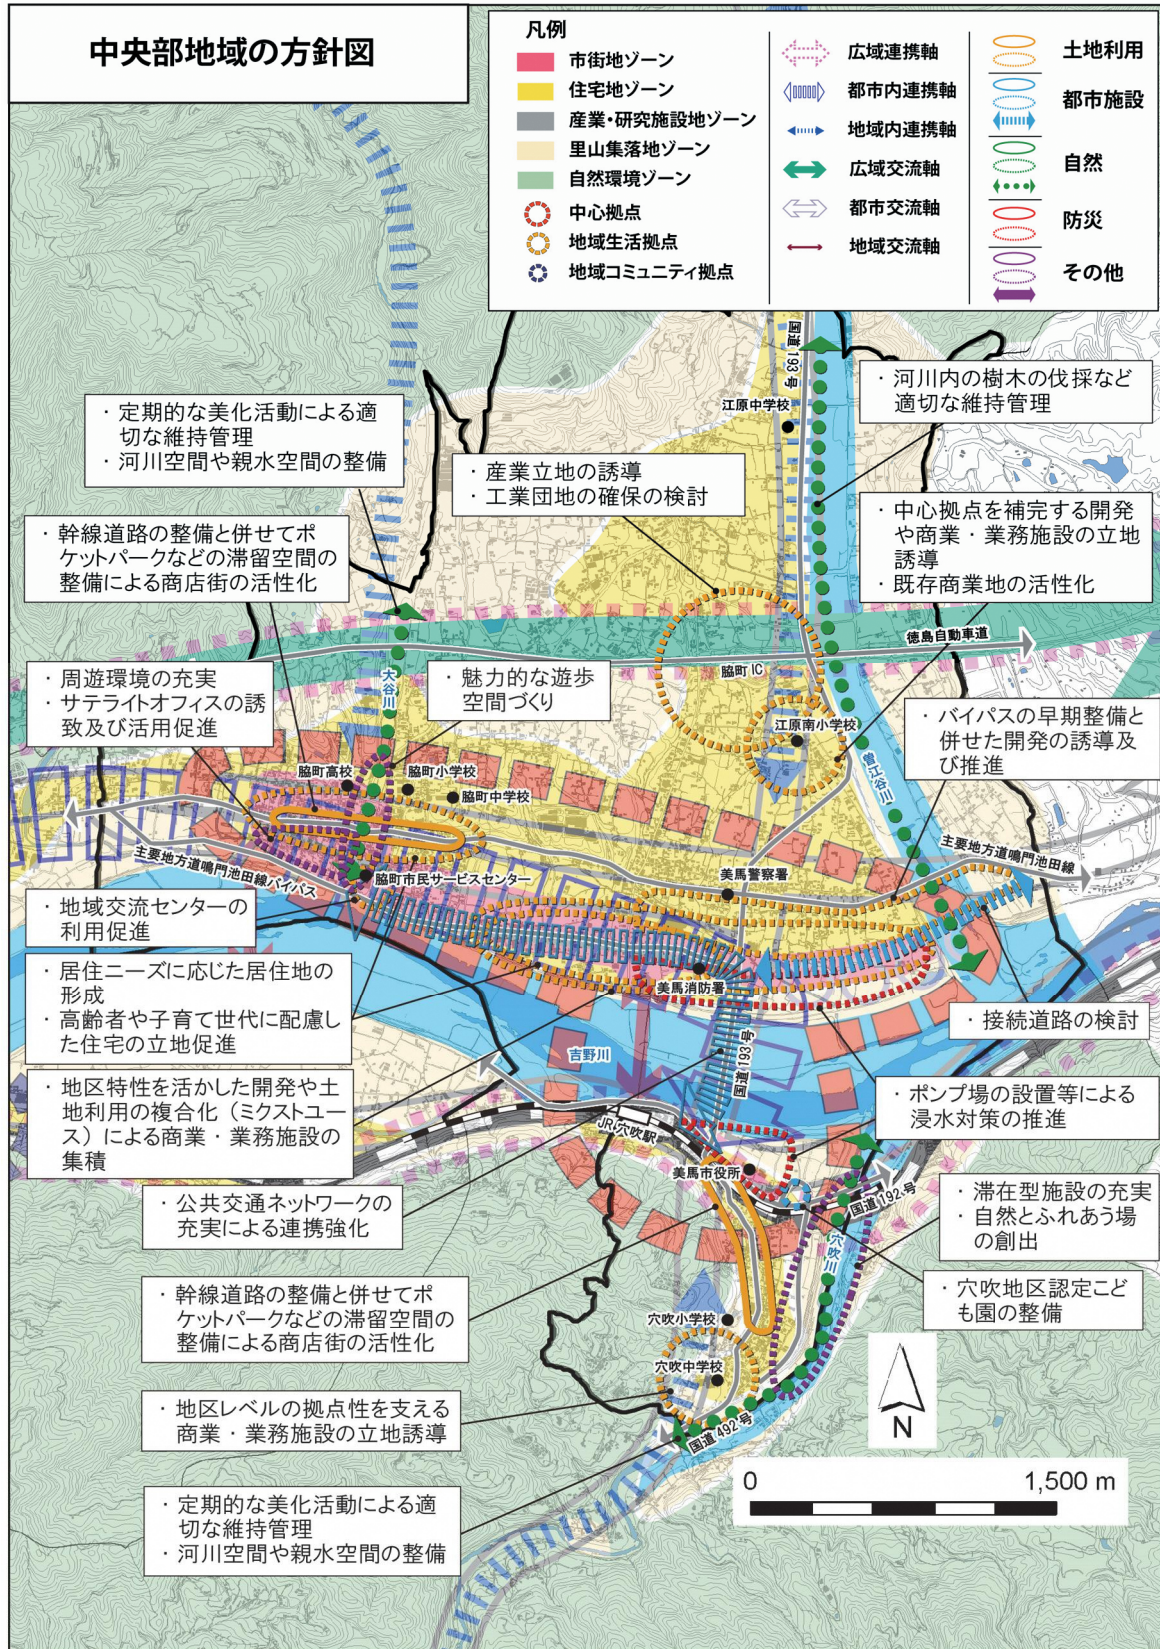 中央部地域の方針図
凡例
市街地ゾーン
住宅地ゾーン
産業・研究施設地ゾーン
里山集落地ゾーン
自然環境ゾーン
中心拠点
地域生活拠点
地域コミュニティ拠点
広域連携軸
都市内連携軸
地域内連携軸
広域交流軸
都市交流軸
地域交流軸
土地利用
都市施設
自然
防災
その他
国道193号
江原中学校
・河川内の樹木の伐採など
適切な維持管理
・定期的な美化活動による適
切な維持管理
・河川空間や親水空間の整備
・産業立地の誘導
・工業団地の確保の検討
・中心拠点を補完する開発
や商業・業務施設の立地
誘導
・既存商業地の活性化
・幹線道路の整備と併せてポ
ケットパークなどの滞留空間の
整備による商店街の活性化
徳島自動車道
脇町IC
・周遊環境の充実
・サテライトオフィスの誘
致及び活用促進
大谷川
・魅力的な遊歩
空間づくり
江原南小学校
・バイパスの早期整備と
併せた開発の誘導及
び推進
曽江谷川
脇町高校
脇町小学校
脇町中学校
主要地方道鳴門池田線バイパス
主要地方道鳴門池田線
脇町市民サービスセンター
美馬警察署
・地域交流センターの
利用促進
・居住ニーズに応じた居住地の
形成
・高齢者や子育て世代に配慮し
た住宅の立地促進
美馬消防署
・接続道路の検討
国道193号
吉野川
・地区特性を活かした開発や土
地利用の複合化（ミクストユー
ス）による商業・業務施設の
集積
・ポンプ場の設置等による
浸水対策の推進
JR穴吹駅
美馬市役所
国道192号
・公共交通ネットワークの
充実による連携強化
・滞在型施設の充実
・自然とふれあう場
の創出
穴吹川
・幹線道路の整備と併せてポ
ケットパークなどの滞留空間の
整備による商店街の活性化
・穴吹地区認定こど
も園の整備
穴吹小学校
穴吹中学校
・地区レベルの拠点性を支える
商業・業務施設の立地誘導
国道492号
N
・定期的な美化活動による適
切な維持管理
・河川空間や親水空間の整備
0
1,500 m